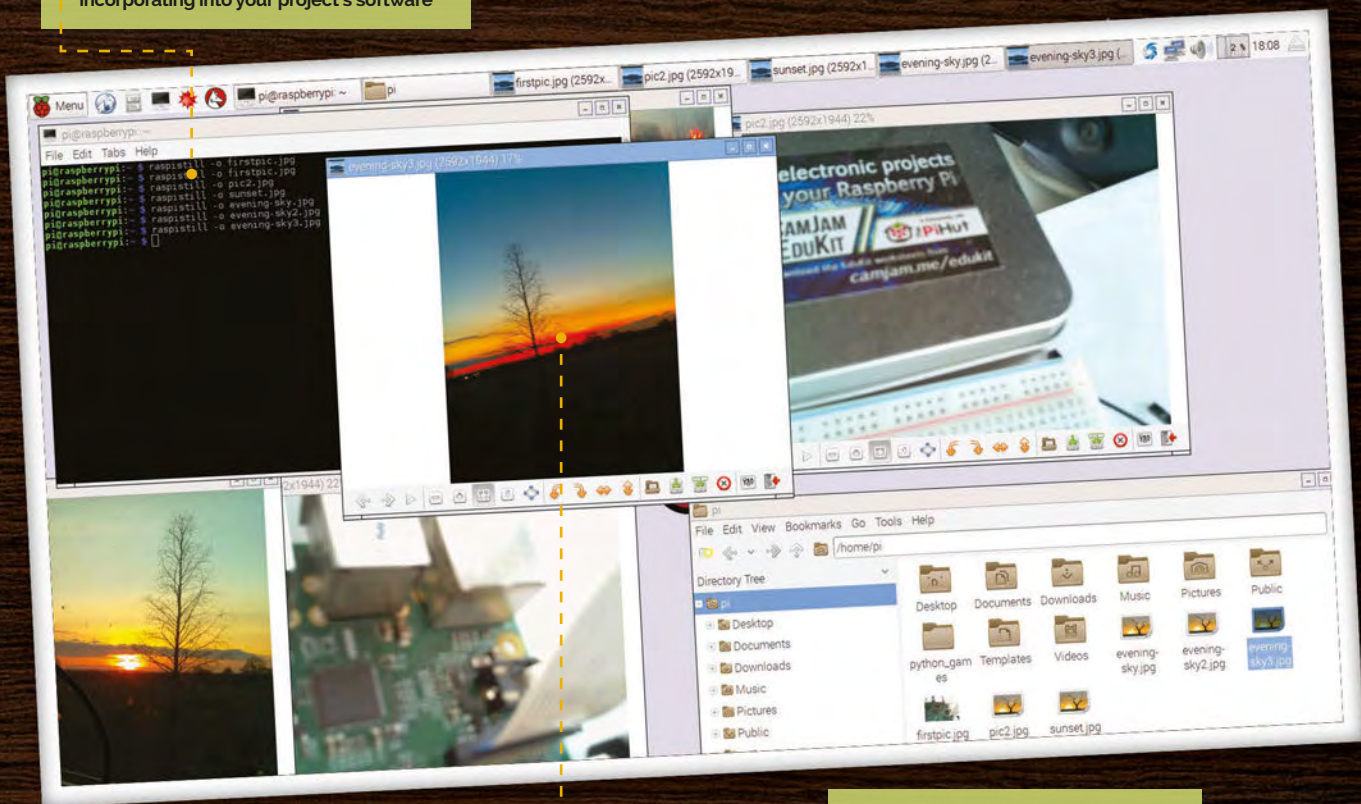 incorporating into your project's software
Menu
pi@raspberrypi: ~
pi
firstpic.jpg (2592x...
pic2.jpg (2592x19...
sunset.jpg (2592x1...
evening-sky.jpg (2...
evening-sky3.jpg (...
2 %
18:08
pi@raspberrypi: ~
File Edit Tabs Help
pi@raspberrypi:~ $ raspistill -o firstpic.jpg
pi@raspberrypi:~ $ raspistill -o firstpic.jpg
pi@raspberrypi:~ $ raspistill -o pic2.jpg
pi@raspberrypi:~ $ raspistill -o sunset.jpg
pi@raspberrypi:~ $ raspistill -o evening-sky.jpg
pi@raspberrypi:~ $ raspistill -o evening-sky2.jpg
pi@raspberrypi:~ $ raspistill -o evening-sky3.jpg
pi@raspberrypi:~ $
evening-sky3.jpg (2592x1944) 17%
pic2.jpg (2592x1944) 22%
electronic projects
your Raspberry Pi
CAMJAM
EDUKIT
THE PiHut
camjam.me/edukit
2x1944) 22
pi
File Edit View Bookmarks Go Tools Help
/home/pi
Directory Tree
pi
Desktop
Documents
Downloads
Music
Pictures
Public
Desktop
Documents
Downloads
Music
Pictures
Public
python_gam
es
Templates
Videos
evening-
sky.jpg
evening-
sky2.jpg
evening-
sky3.jpg
firstpic.jpg
pic2.jpg
sunset.jpg